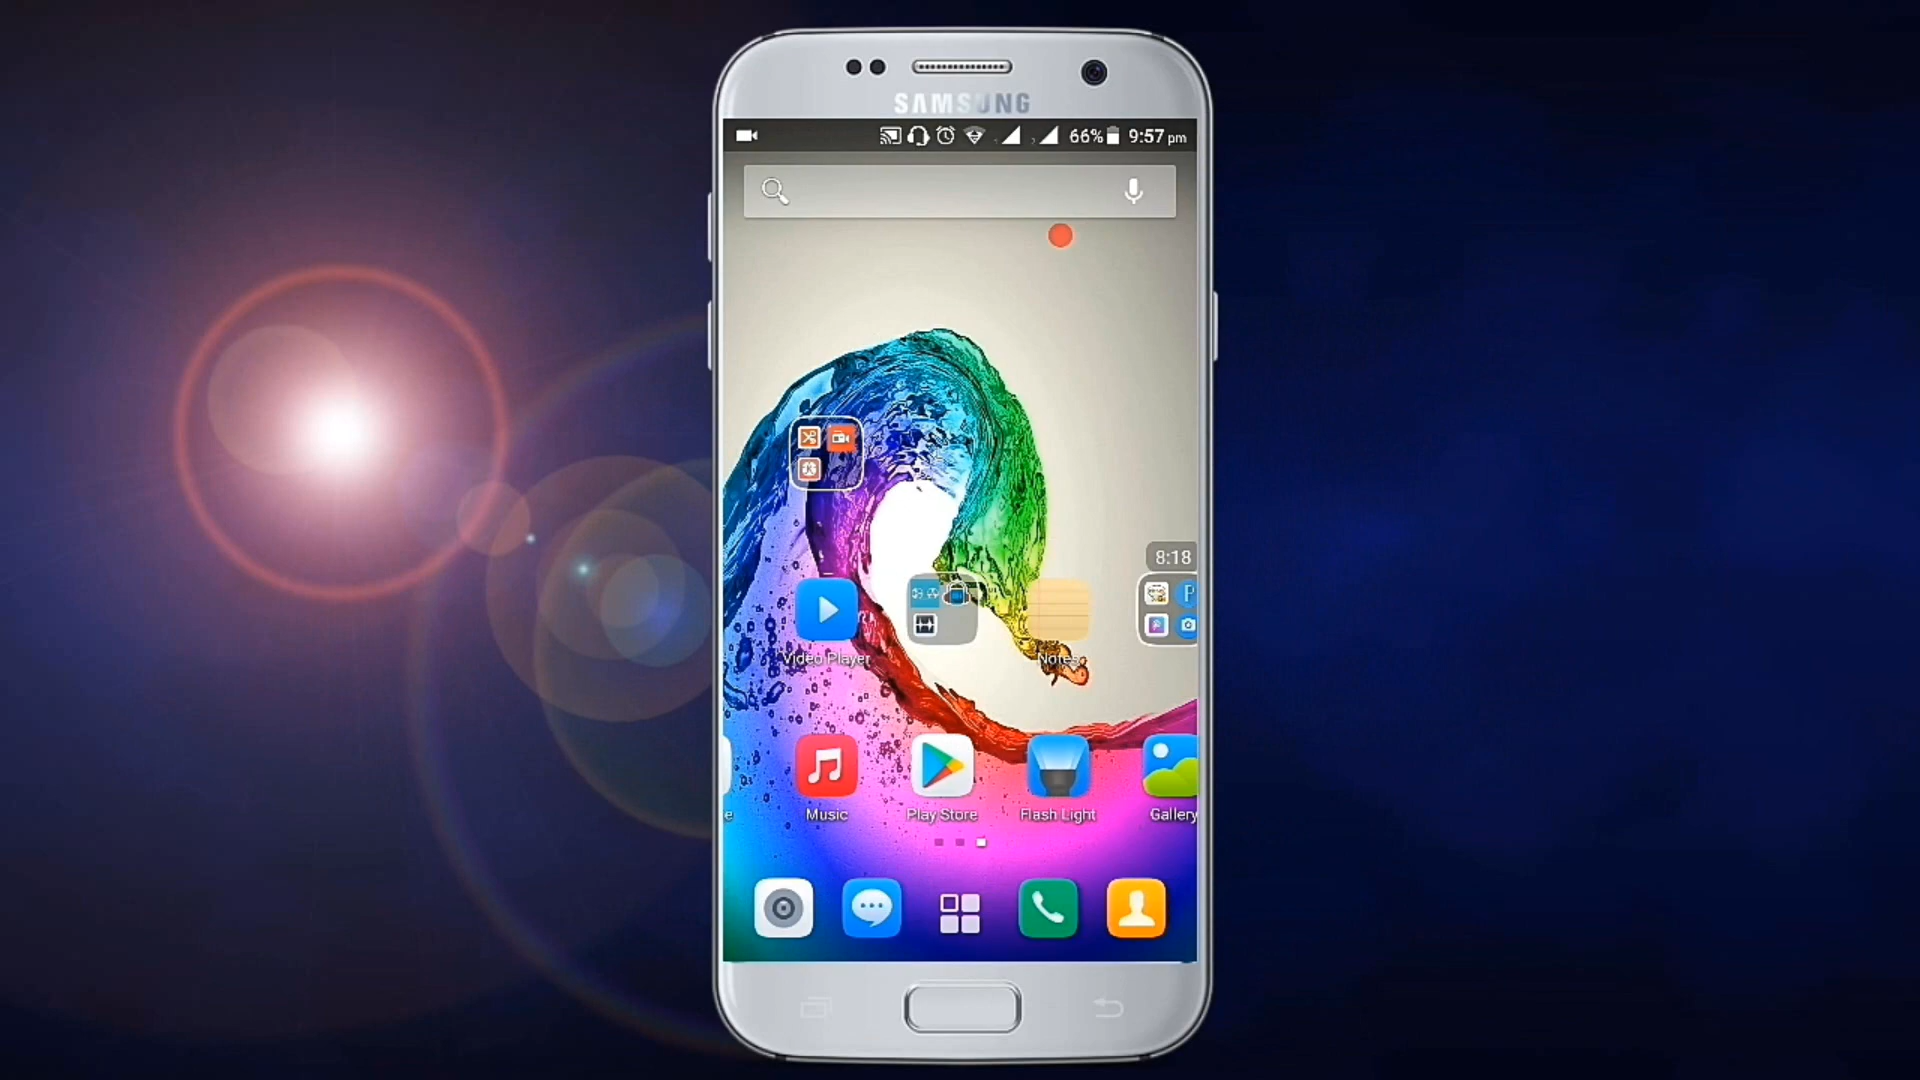 SAMSUNG
66% 9:57 pm
8:18
Video Player
Notes
e
Music
Play Store
Flash Light
Gallery